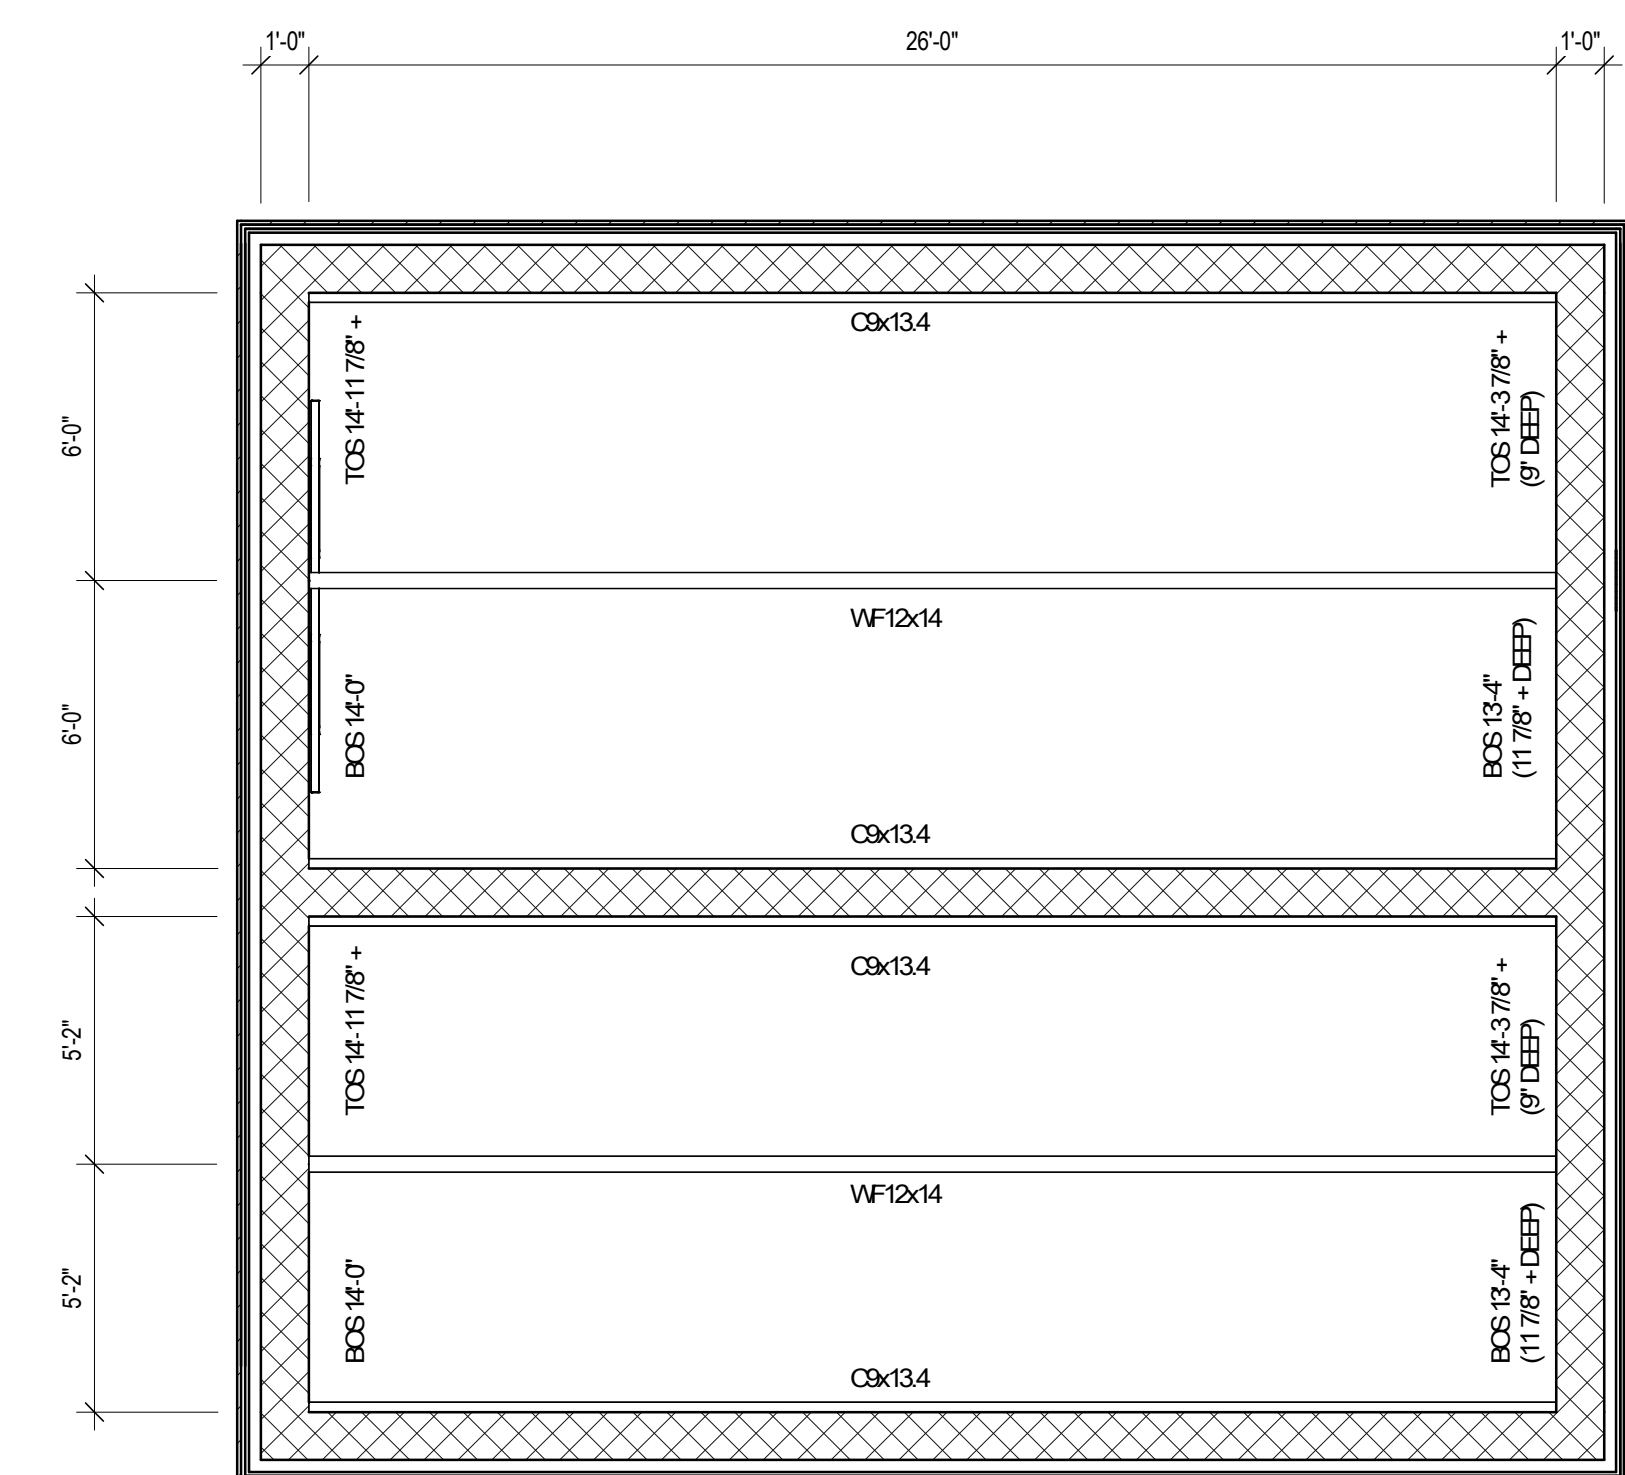 1'-0"
26'-0"
1'-0"
6'-0"
6'-0"
5'-2"
5'-2"
C9x13.4
TOS 14'-11 7/8" +
TOS 14'-3 7/8" +
(9" DEEP)
WF12x14
BOS 14'-0"
BOS 13'-4"
(11 7/8" + DEEP)
C9x13.4
C9x13.4
TOS 14'-11 7/8" +
TOS 14'-3 7/8" +
(9" DEEP)
WF12x14
BOS 14'-0"
BOS 13'-4"
(11 7/8" + DEEP)
C9x13.4